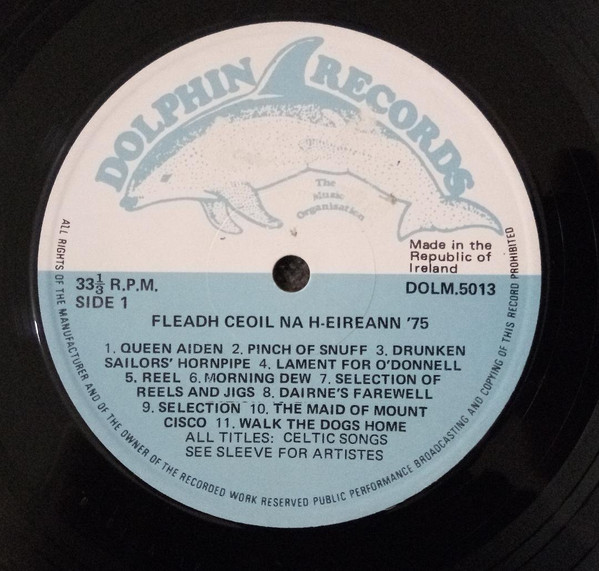 DOLPHIN RECORDS
The
Music
Organisation
Made in the
Republic of
Ireland
33⅓ R.P.M.
DOLM.5013
SIDE 1
FLEADH CEOIL NA H-EIREANN '75
1. QUEEN AIDEN 2. PINCH OF SNUFF 3. DRUNKEN
SAILORS' HORNPIPE 4. LAMENT FOR O'DONNELL
5. REEL 6. MORNING DEW 7. SELECTION OF
REELS AND JIGS 8. DAIRNE'S FAREWELL
9. SELECTION 10. THE MAID OF MOUNT
CISCO 11. WALK THE DOGS HOME
ALL TITLES: CELTIC SONGS
SEE SLEEVE FOR ARTISTES
ALL RIGHTS OF THE MANUFACTURER AND OF THE OWNER OF THE RECORDED WORK RESERVED PUBLIC PERFORMANCE BROADCASTING AND COPYING OF THIS RECORD PROHIBITED